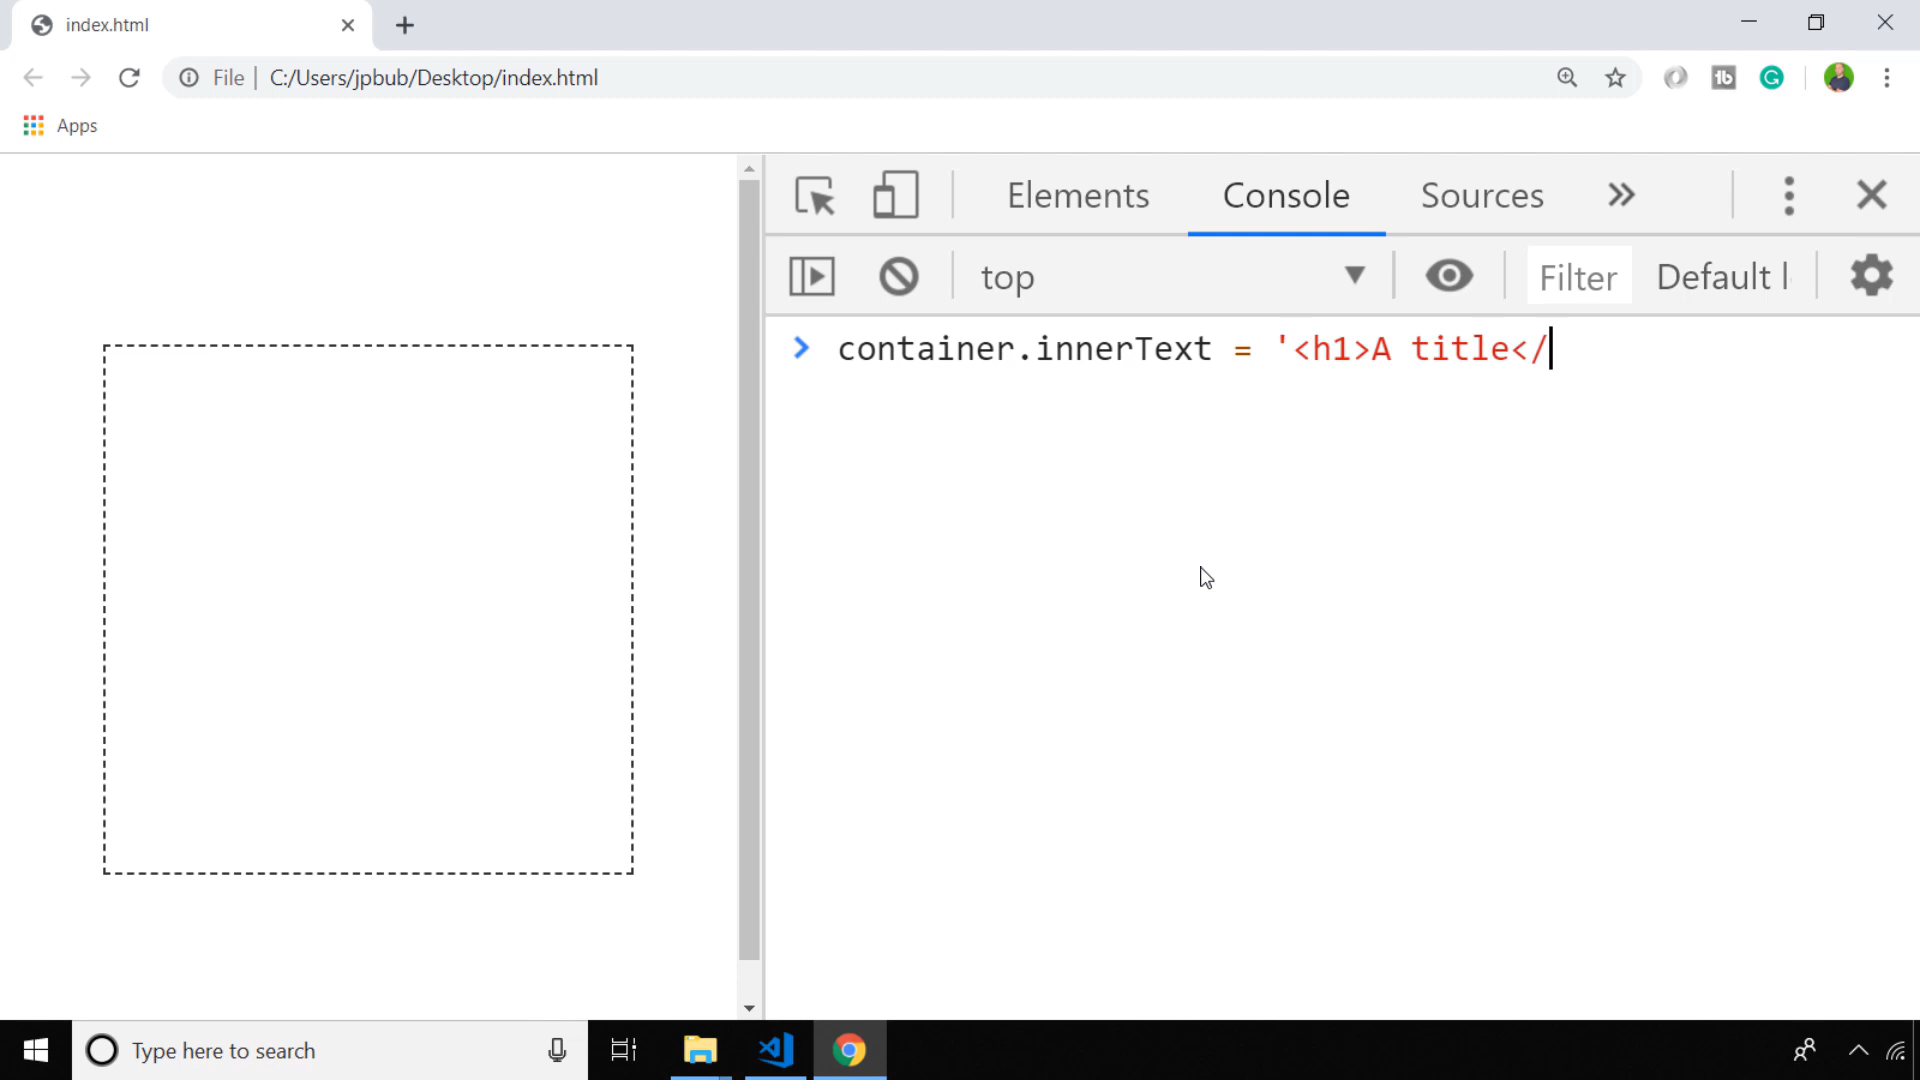 index.html
File | C:/Users/jpbub/Desktop/index.html
Apps
Elements Console Sources »
top Filter Default l
> container.innerText = '<h1>A title</
Type here to search